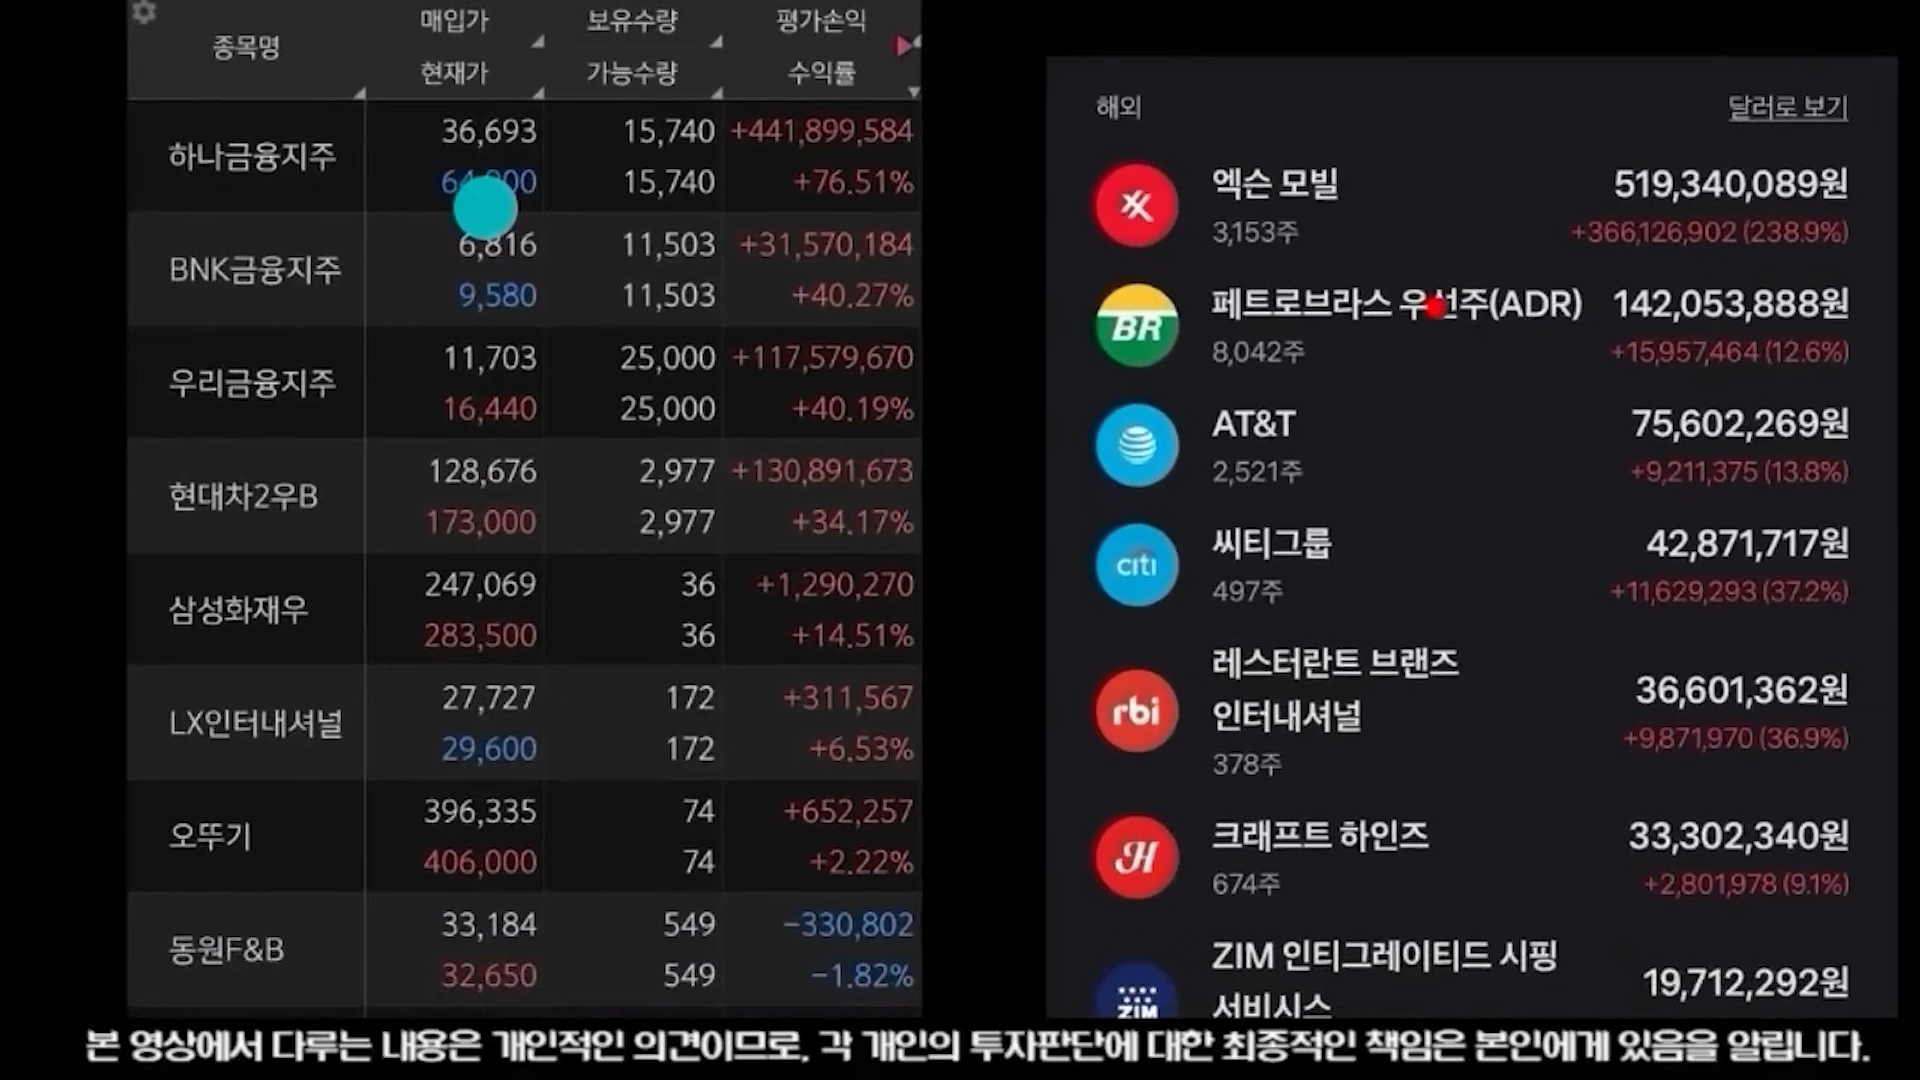 종목명
매입가 보유수량 평가손익
현재가 가능수량 수익률
하나금융지주
36,693 15,740 +441,899,584
15,740 +76.51%
BNK금융지주
6,816 11,503 +31,570,184
9,580 11,503 +40.27%
우리금융지주
11,703 25,000 +117,579,670
16,440 25,000 +40.19%
현대차2우B
128,676 2,977 +130,891,673
173,000 2,977 +34.17%
삼성화재우
247,069 36 +1,290,270
283,500 36 +14.51%
LX인터내셔널
27,727 172 +311,567
29,600 172 +6.53%
오뚜기
396,335 74 +652,257
406,000 74 +2.22%
동원F&B
33,184 549 -330,802
32,650 549 -1.82%
해외 달러로 보기
엑슨 모빌 519,340,089원
3,153주 +366,126,902 (238.9%)
BR
페트로브라스 우선주(ADR) 142,053,888원
8,042주 +15,957,464 (12.6%)
AT&T 75,602,269원
2,521주 +9,211,375 (13.8%)
citi
씨티그룹 42,871,717원
497주 +11,629,293 (37.2%)
rbi
레스터란트 브랜즈
인터내셔널 36,601,362원
378주 +9,871,970 (36.9%)
H
크래프트 하인즈 33,302,340원
674주 +2,801,978 (9.1%)
ZIM
ZIM 인티그레이티드 시핑
서비시스 19,712,292원
본 영상에서 다루는 내용은 개인적인 의견이므로, 각 개인의 투자판단에 대한 최종적인 책임은 본인에게 있음을 알립니다.